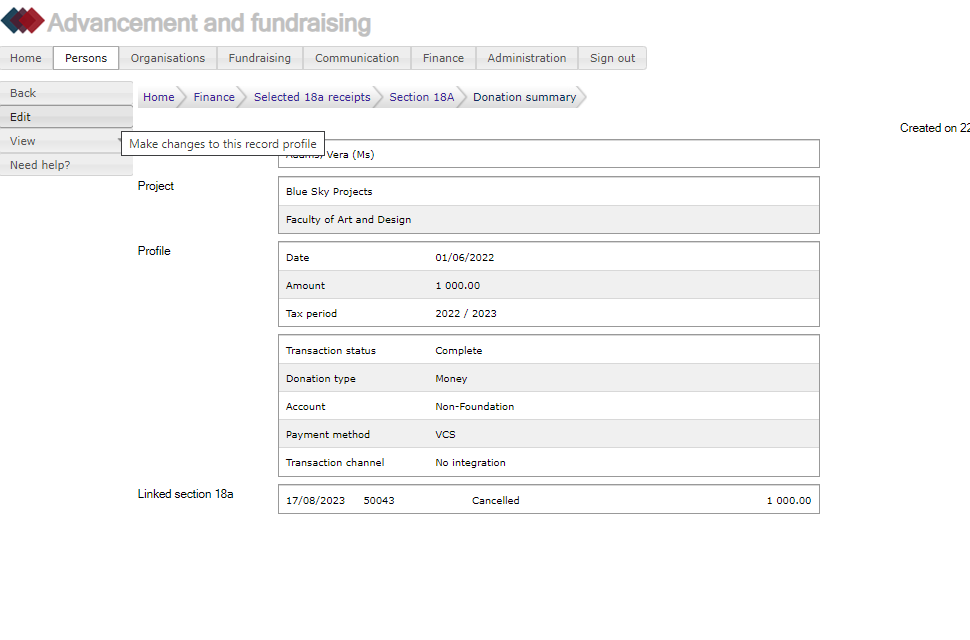 Advancement and fundraising
Home Persons Organisations Fundraising Communication Finance Administration Sign out
Back
Edit
View
Need help?
Home Finance Selected 18a receipts Section 18A Donation summary
Created on 22
Make changes to this record profile
Vera (Ms)
Project
Blue Sky Projects
Faculty of Art and Design
Profile
Date 01/06/2022
Amount 1 000.00
Tax period 2022 / 2023
Transaction status Complete
Donation type Money
Account Non-Foundation
Payment method VCS
Transaction channel No integration
Linked section 18a
17/08/2023 50043 Cancelled 1 000.00